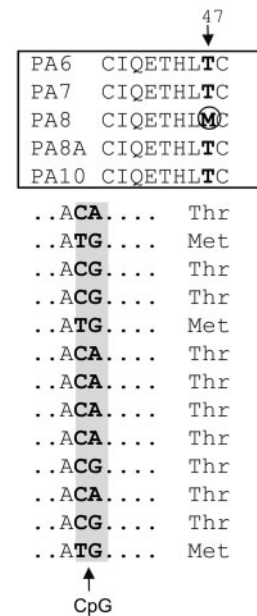 47
PA6 CIQETHLTC
PA7 CIQETHLTC
PA8 CIQETHLMC
PA8A CIQETHLTC
PA10 CIQETHLTC
..ACA.... Thr
..ATG.... Met
..ACG.... Thr
..ACG.... Thr
..ATG.... Met
..ACA.... Thr
..ACA.... Thr
..ACA.... Thr
..ACA.... Thr
..ACG.... Thr
..ACA.... Thr
..ACG.... Thr
..ATG.... Met
CpG